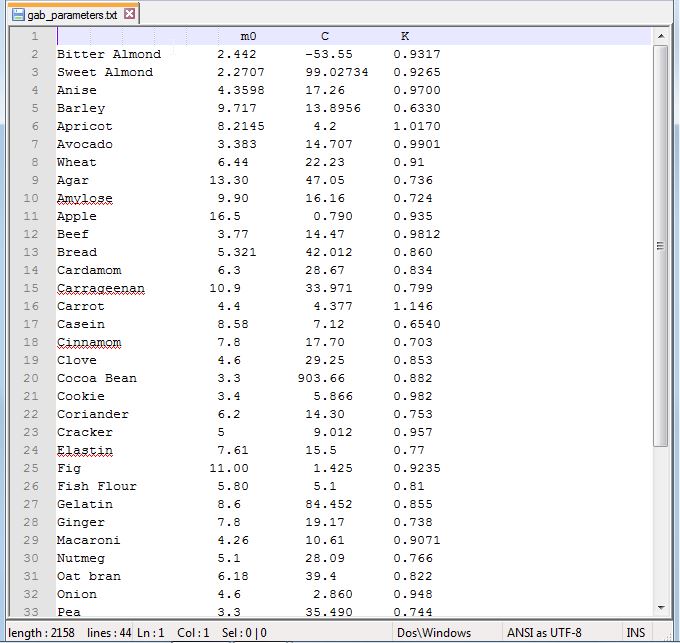 gab_parameters.txt
1 m0 C K
2 Bitter Almond 2.442 -53.55 0.9317
3 Sweet Almond 2.2707 99.02734 0.9265
4 Anise 4.3598 17.26 0.9700
5 Barley 9.717 13.8956 0.6330
6 Apricot 8.2145 4.2 1.0170
7 Avocado 3.383 14.707 0.9901
8 Wheat 6.44 22.23 0.91
9 Agar 13.30 47.05 0.736
10 Amylose 9.90 16.16 0.724
11 Apple 16.5 0.790 0.935
12 Beef 3.77 14.47 0.9812
13 Bread 5.321 42.012 0.860
14 Cardamom 6.3 28.67 0.834
15 Carrageenan 10.9 33.971 0.799
16 Carrot 4.4 4.377 1.146
17 Casein 8.58 7.12 0.6540
18 Cinnamom 7.8 17.70 0.703
19 Clove 4.6 29.25 0.853
20 Cocoa Bean 3.3 903.66 0.882
21 Cookie 3.4 5.866 0.982
22 Coriander 6.2 14.30 0.753
23 Cracker 5 9.012 0.957
24 Elastin 7.61 15.5 0.77
25 Fig 11.00 1.425 0.9235
26 Fish Flour 5.80 5.1 0.81
27 Gelatin 8.6 84.452 0.855
28 Ginger 7.8 19.17 0.738
29 Macaroni 4.26 10.61 0.9071
30 Nutmeg 5.1 28.09 0.766
31 Oat bran 6.18 39.4 0.822
32 Onion 4.6 2.860 0.948
33 Pea 3.3 35.490 0.744
length : 2158 lines : 44 Ln : 1 Col : 1 Sel : 0 | 0 Dos\Windows ANSI as UTF-8 INS